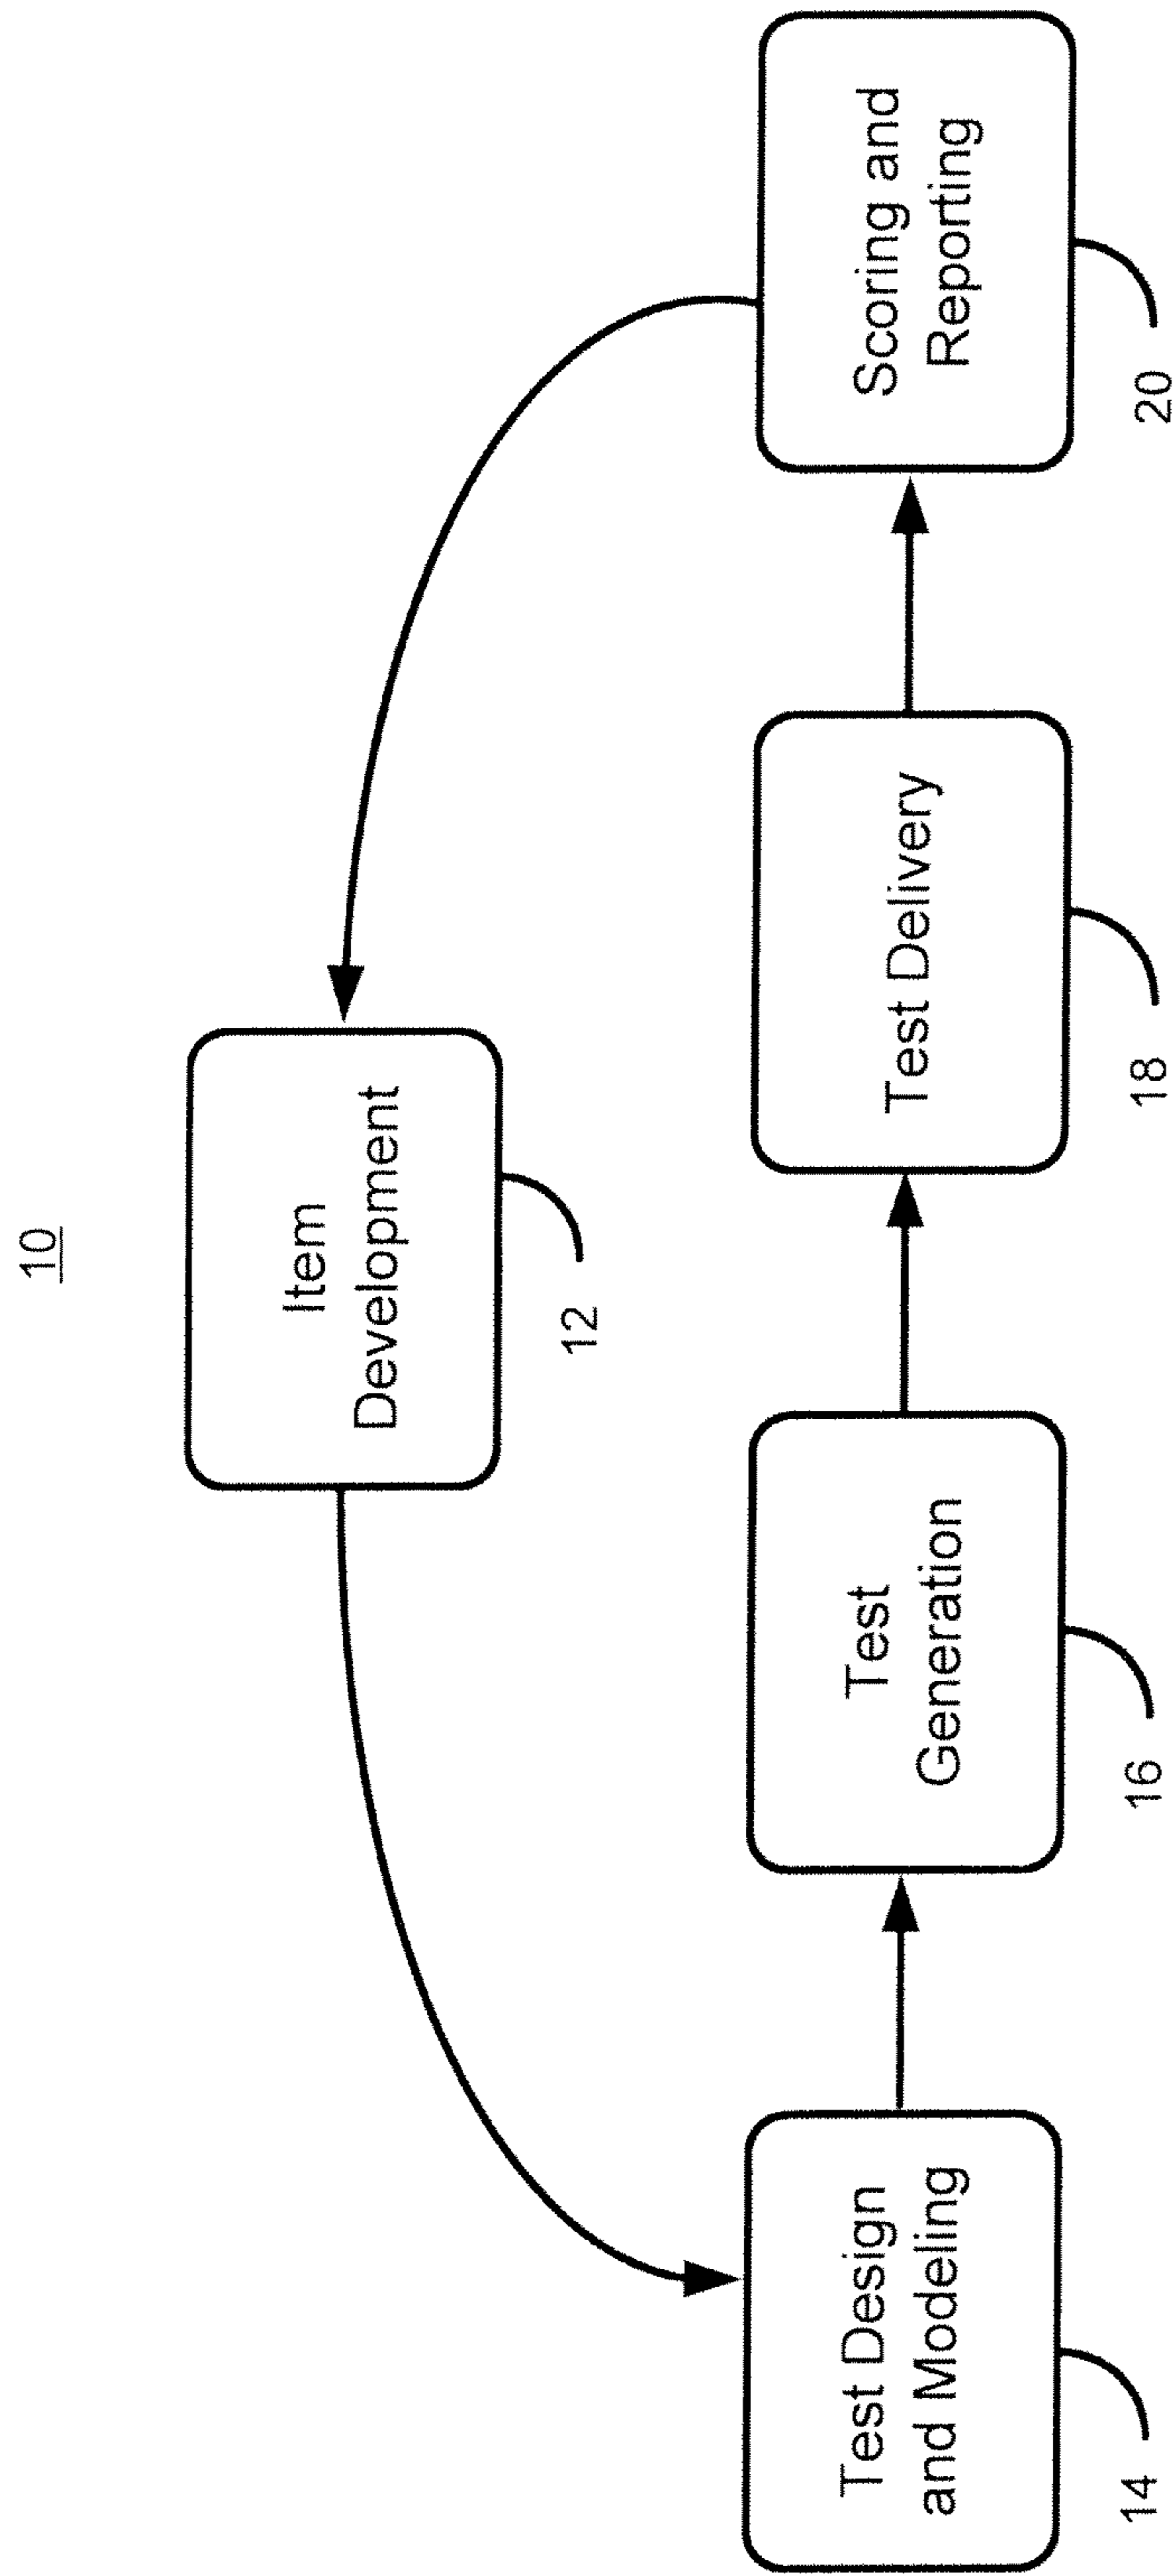 10
Item
Development
12
Test Design
and Modeling
14
Test
Generation
16
Test Delivery
18
Scoring and
Reporting
20